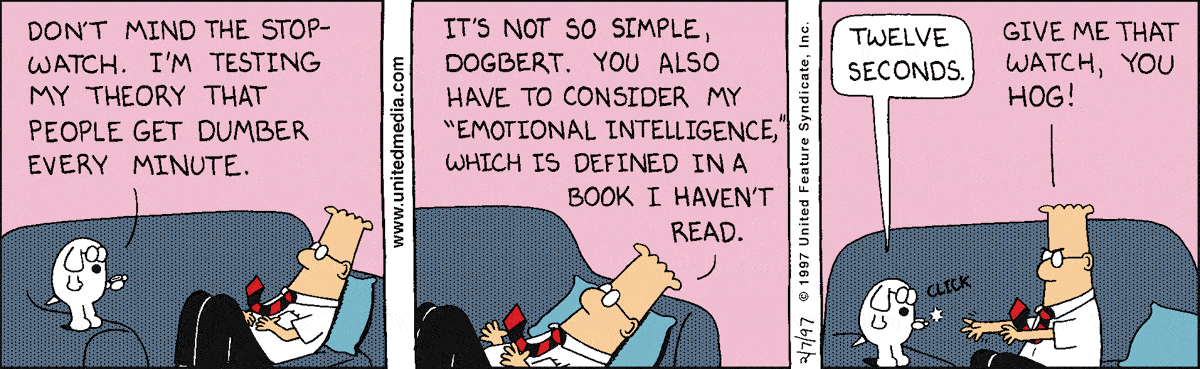 DON'T MIND THE STOP-
WATCH. I'M TESTING
MY THEORY THAT
PEOPLE GET DUMBER
EVERY MINUTE.
www.unitedmedia.com
IT'S NOT SO SIMPLE,
DOGBERT. YOU ALSO
HAVE TO CONSIDER MY
"EMOTIONAL INTELLIGENCE,"
WHICH IS DEFINED IN A
BOOK I HAVEN'T
READ.
2/7/97 © 1997 United Feature Syndicate, Inc.
TWELVE
SECONDS.
GIVE ME THAT
WATCH, YOU
HOG!
CLICK